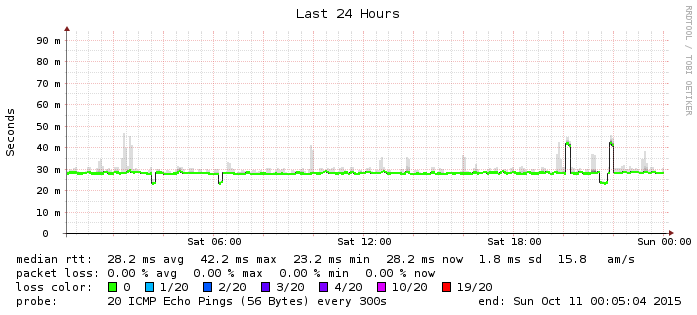 Last 24 Hours
RRDTOOL / TOBI OETIKER
Seconds
90 m
80 m
70 m
60 m
50 m
40 m
30 m
20 m
10 m
0
Sat 06:00 Sat 12:00 Sat 18:00 Sun 00:00
median rtt: 28.2 ms avg 42.2 ms max 23.2 ms min 28.2 ms now 1.8 ms sd 15.8 am/s
packet loss: 0.00 % avg 0.00 % max 0.00 % min 0.00 % now
loss color: 0 1/20 2/20 3/20 4/20 10/20 19/20
probe: 20 ICMP Echo Pings (56 Bytes) every 300s end: Sun Oct 11 00:05:04 2015